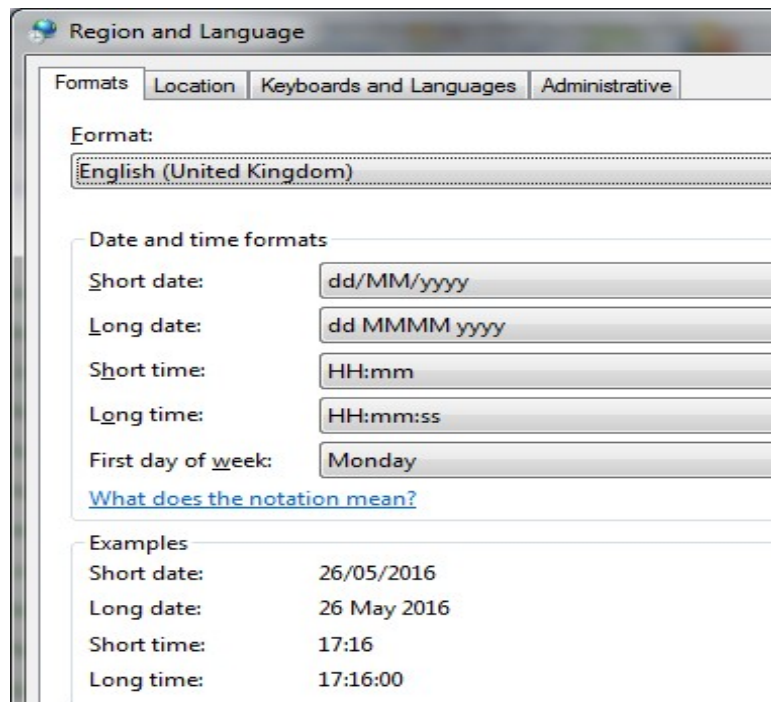 Region and Language
Formats Location Keyboards and Languages Administrative
Format:
English (United Kingdom)
Date and time formats
Short date: dd/MM/yyyy
Long date: dd MMMM yyyy
Short time: HH:mm
Long time: HH:mm:ss
First day of week: Monday
What does the notation mean?
Examples
Short date: 26/05/2016
Long date: 26 May 2016
Short time: 17:16
Long time: 17:16:00